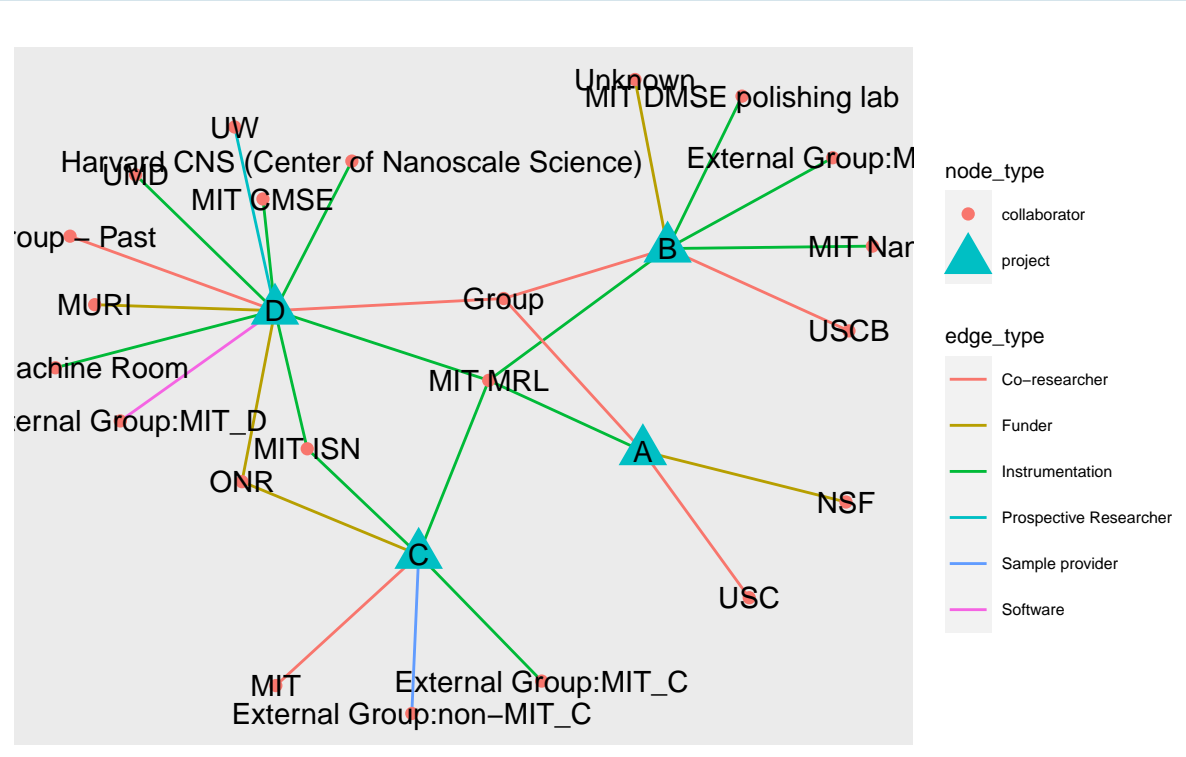 Unknown
MIT DMSE polishing lab
UW
Harvard CNS (Center of Nanoscale Science)
External Group:M
UMD
MIT CMSE
roup – Past
B
MIT Nar
MURI
D
Group
USCB
achine Room
MIT MRL
ternal Group:MIT_D
MIT ISN
A
ONR
NSF
C
USC
MIT
External Group:MIT_C
External Group:non–MIT_C
node_type
collaborator
project
edge_type
Co–researcher
Funder
Instrumentation
Prospective Researcher
Sample provider
Software